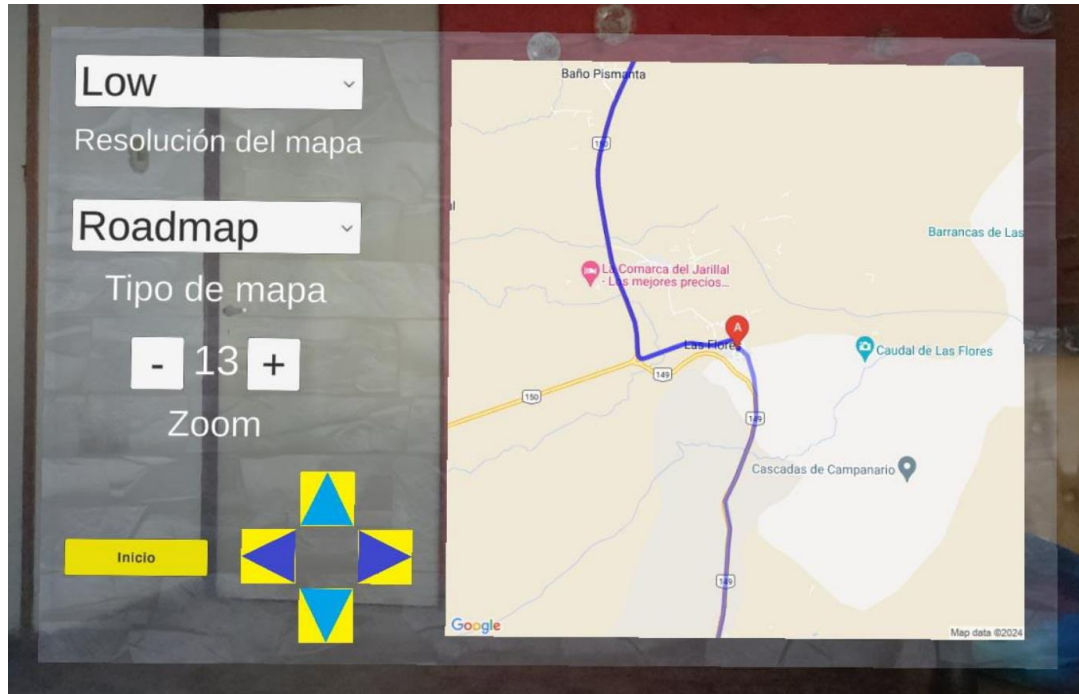 Low
Resolución del mapa
Roadmap
Tipo de mapa
- 13 +
Zoom
Inicio
Baño Pismanta
150
Barrancas de Las
La Comarca del Jarillal
- Los mejores precios...
A
Las Flores
Caudal de Las Flores
149
150
149
Cascadas de Campanario
149
Google
Map data ©2024